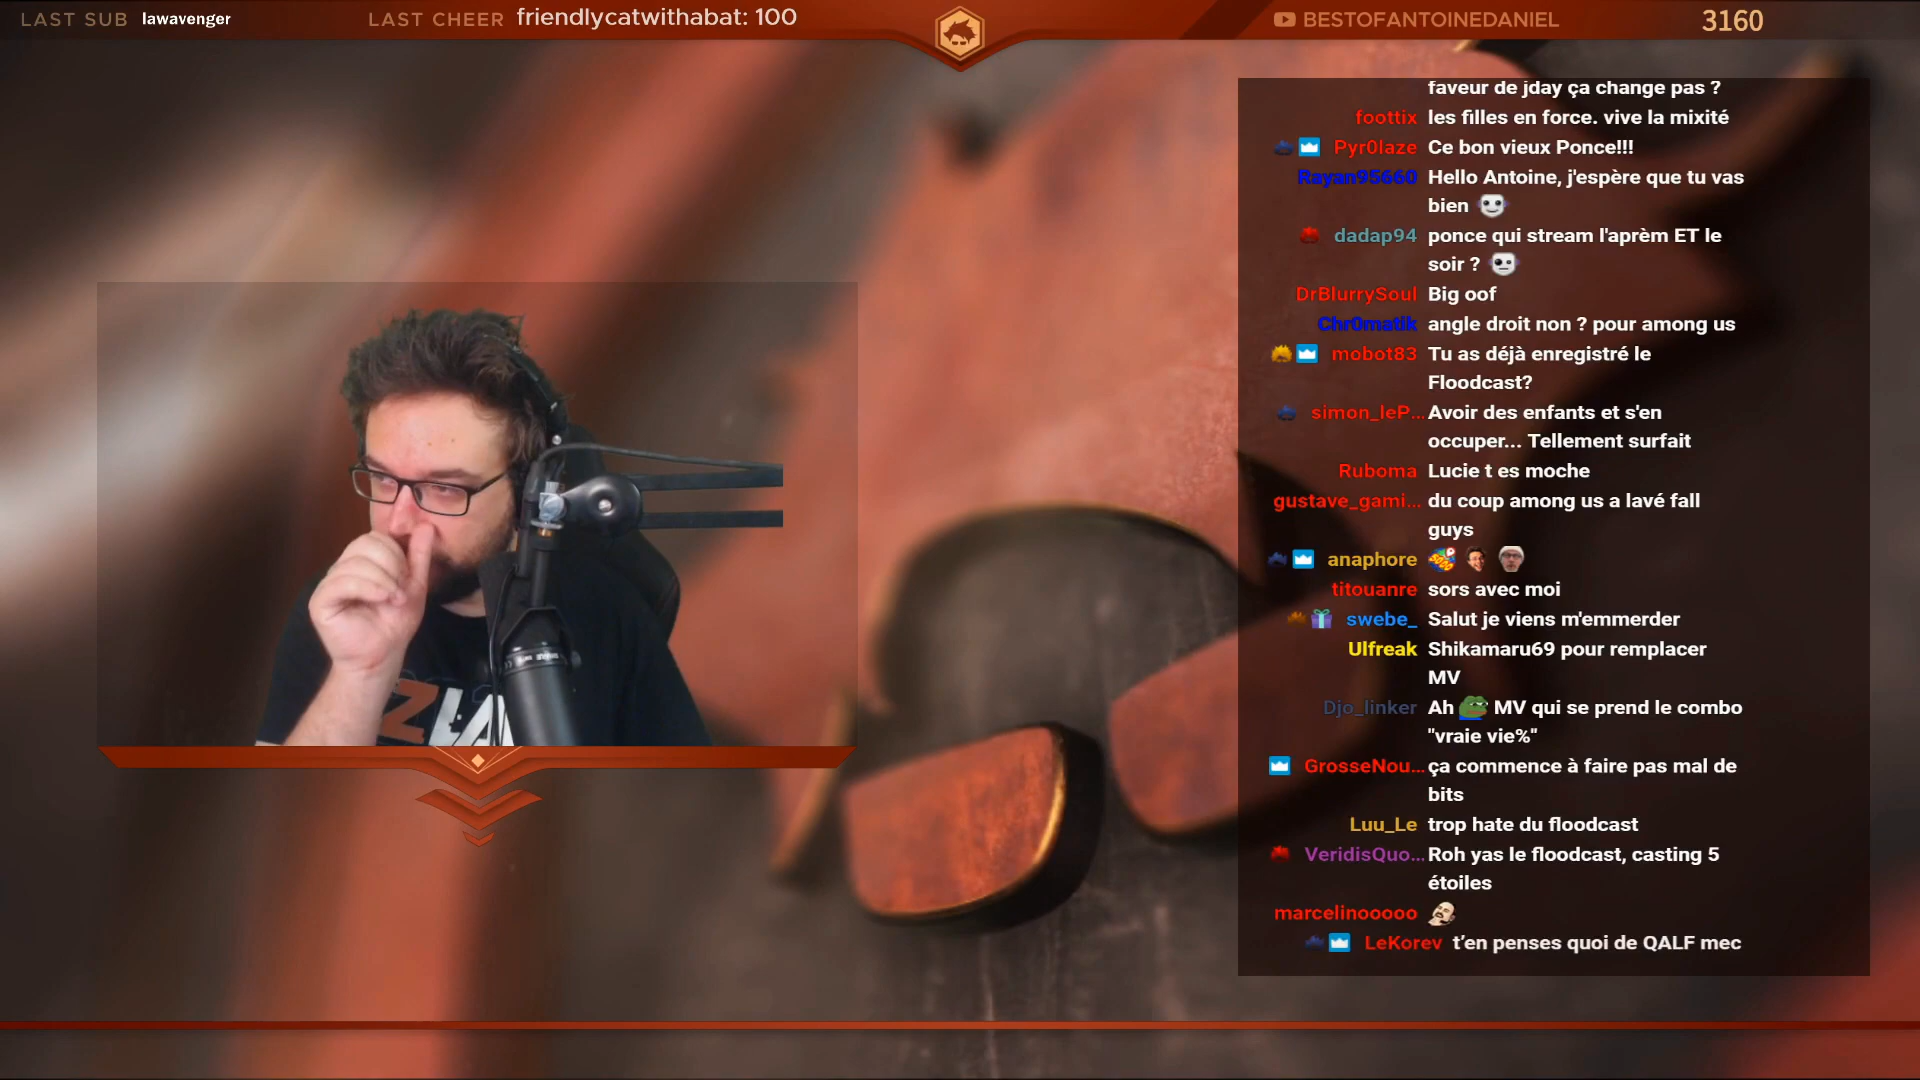 LAST SUB lawavenger
LAST CHEER friendlycatwithabat: 100
BESTOFANTOINEDANIEL
3160
faveur de jday ça change pas ?
foottix les filles en force. vive la mixité
Pyr0laze Ce bon vieux Ponce!!!
Rayan95660 Hello Antoine, j'espère que tu vas
bien
dadap94 ponce qui stream l'aprèm ET le
soir ?
DrBlurrySoul Big oof
Chr0matik angle droit non ? pour among us
mobot83 Tu as déjà enregistré le
Floodcast?
simon_leP... Avoir des enfants et s'en
occuper... Tellement surfait
Ruboma Lucie t es moche
gustave_gami... du coup among us a lavé fall
guys
anaphore
titouanre sors avec moi
swebe_ Salut je viens m'emmerder
Ulfreak Shikamaru69 pour remplacer
MV
Djo_linker Ah MV qui se prend le combo
"vraie vie%"
GrosseNou... ça commence à faire pas mal de
bits
Luu_Le trop hate du floodcast
VeridisQuo... Roh yas le floodcast, casting 5
étoiles
marcelinooooo
LeKorev t'en penses quoi de QALF mec